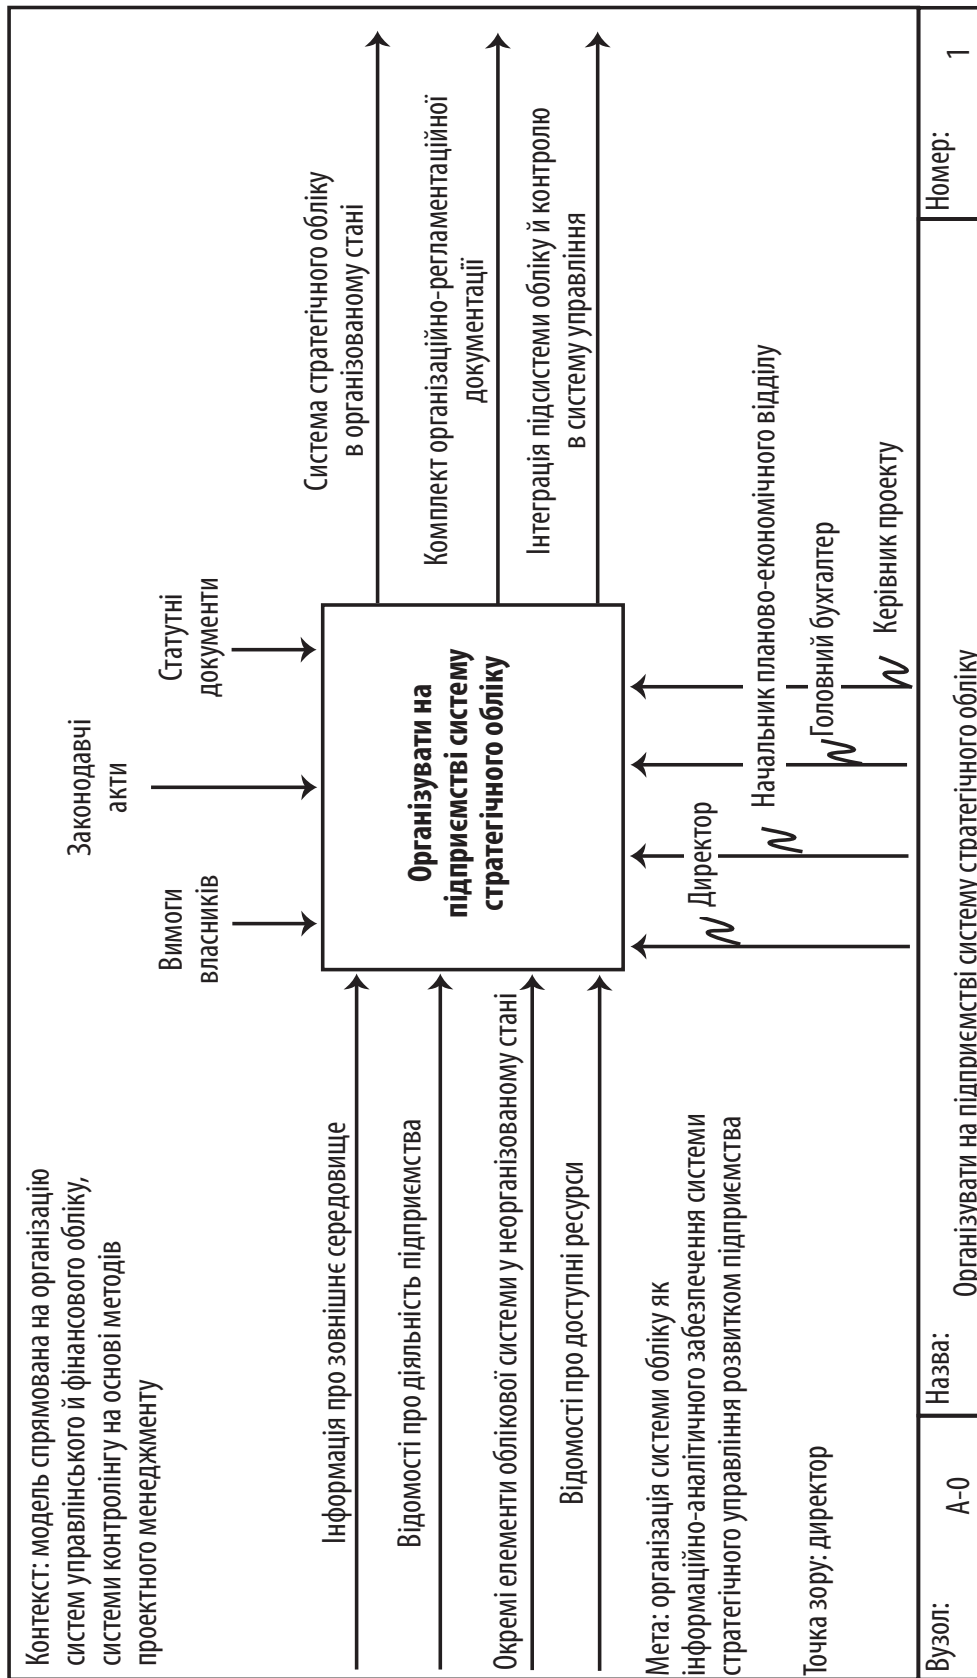 Контекст: модель спрямована на організацію
систем управлінського й фінансового обліку,
системи контролінгу на основі методів
проектного менеджменту
Вимоги
власників
Законодавчі
акти
Статутні
документи
Інформація про зовнішнє середовище
Відомості про діяльність підприємства
Окремі елементи облікової системи у неорганізованому стані
Відомості про доступні ресурси
Організувати на
підприємстві систему
стратегічного обліку
Система стратегічного обліку
в організованому стані
Комплект організаційно-регламентаційної
документації
Інтеграція підсистеми обліку й контролю
в систему управління
Директор
Начальник планово-економічного відділу
Головний бухгалтер
Керівник проекту
Мета: організація системи обліку як
інформаційно-аналітичного забезпечення системи
стратегічного управління розвитком підприємства
Точка зору: директор
Вузол: А-0
Назва: Організувати на підприємстві систему стратегічного обліку
Номер: 1